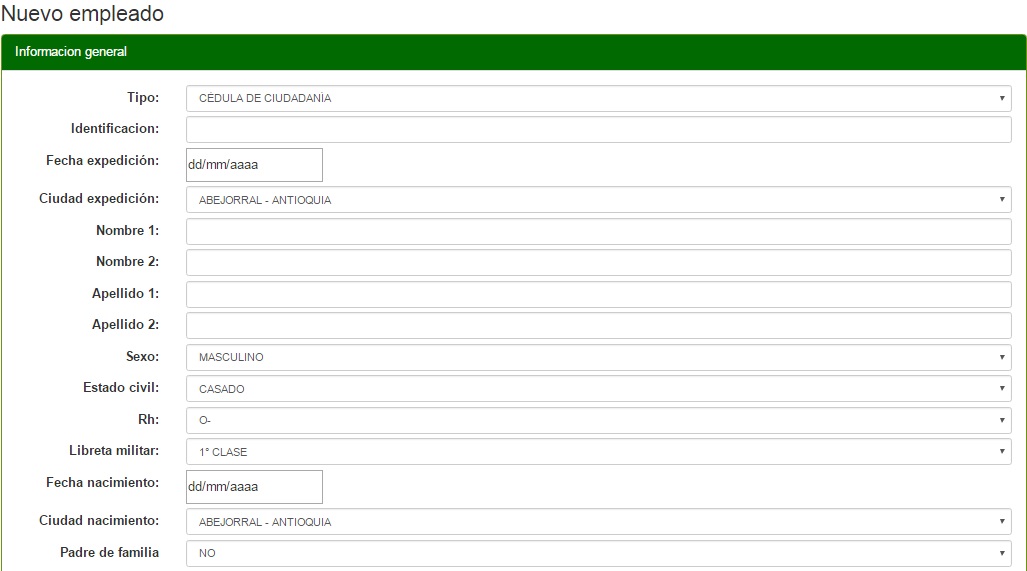 Nuevo empleado
Informacion general
Tipo: CÉDULA DE CIUDADANÍA
Identificacion:
Fecha expedición: dd/mm/aaaa
Ciudad expedición: ABEJORRAL - ANTIOQUIA
Nombre 1:
Nombre 2:
Apellido 1:
Apellido 2:
Sexo: MASCULINO
Estado civil: CASADO
Rh: O-
Libreta militar: 1° CLASE
Fecha nacimiento: dd/mm/aaaa
Ciudad nacimiento: ABEJORRAL - ANTIOQUIA
Padre de familia NO